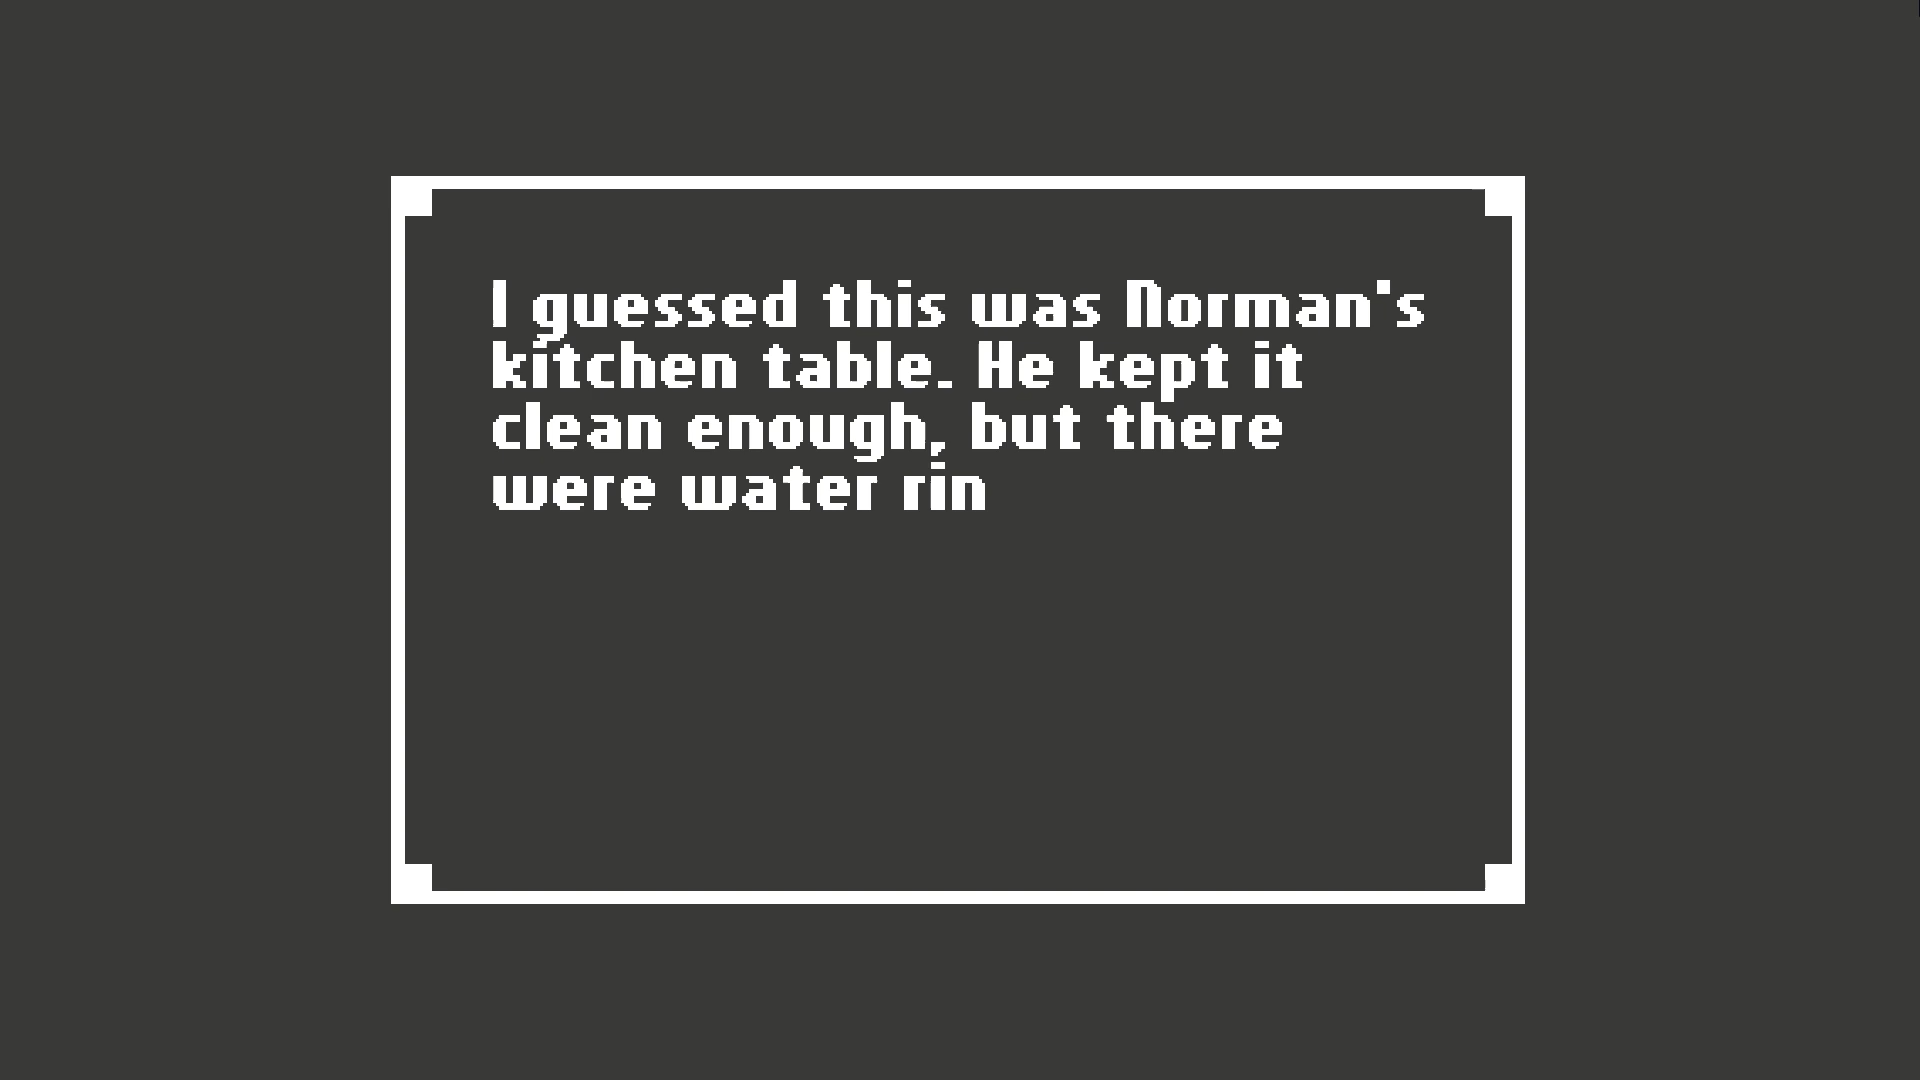 I guessed this was Norman's
kitchen table. He kept it
clean enough, but there
were water rin